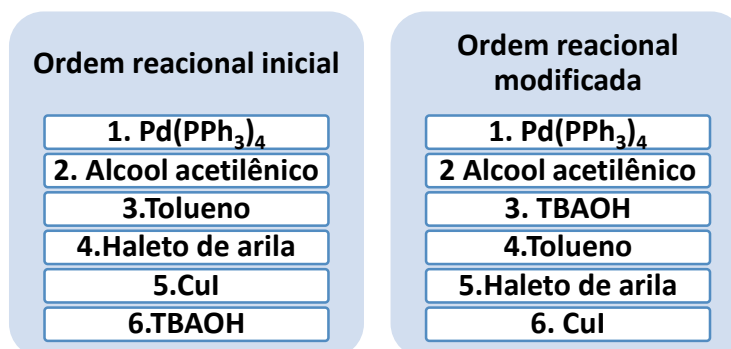 Ordem reacional inicial
1. Pd(PPh₃)₄
2. Alcool acetilênico
3.Tolueno
4.Haleto de arila
5.CuI
6.TBAOH
Ordem reacional
modificada
1. Pd(PPh₃)₄
2 Alcool acetilênico
3. TBAOH
4.Tolueno
5.Haleto de arila
6. CuI